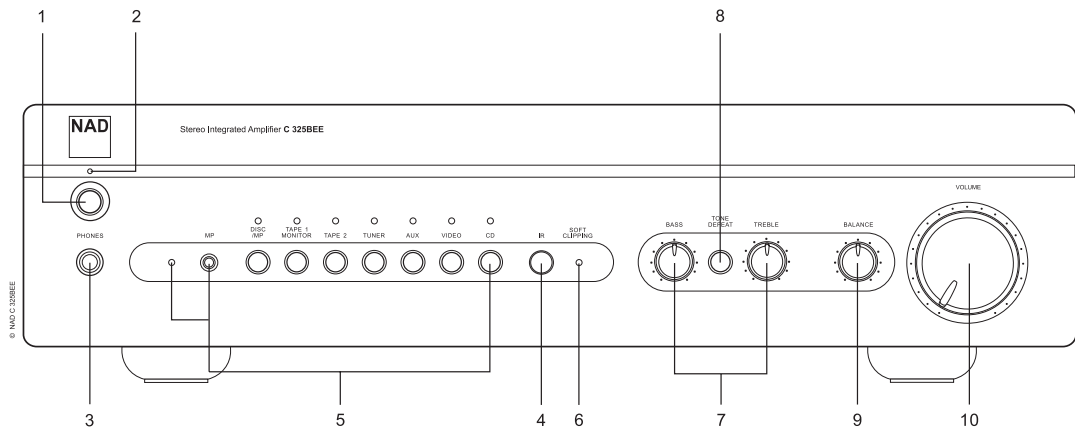 1
2
8
NAD
Stereo Integrated Amplifier C 325BEE
VOLUME
PHONES
MP
DISC
/MP
TAPE 1
MONITOR
TAPE 2
TUNER
AUX
VIDEO
CD
IR
SOFT
CLIPPING
BASS
TONE
DEFEAT
TREBLE
BALANCE
© NAD C 325BEE
3
5
4
6
7
9
10